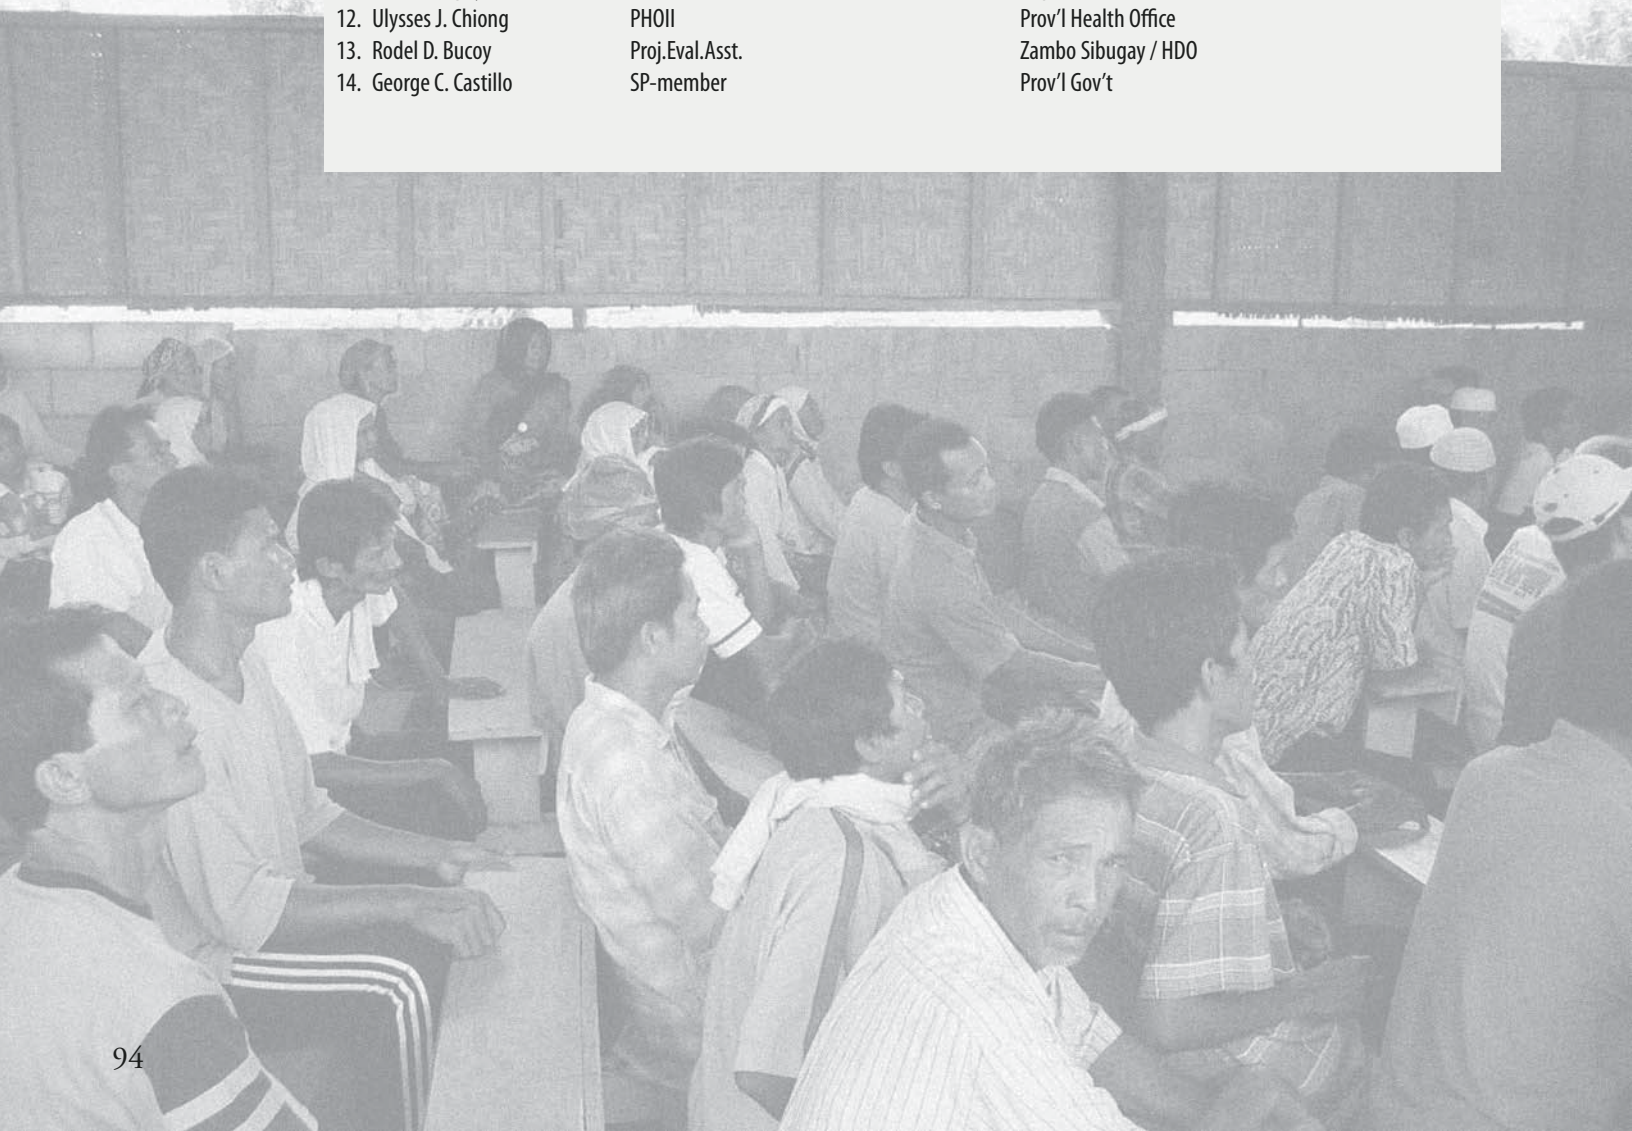 12. Ulysses J. Chiong PHOII Prov'l Health Office
13. Rodel D. Bucoy Proj.Eval.Asst. Zambo Sibugay / HDO
14. George C. Castillo SP-member Prov'l Gov't
94